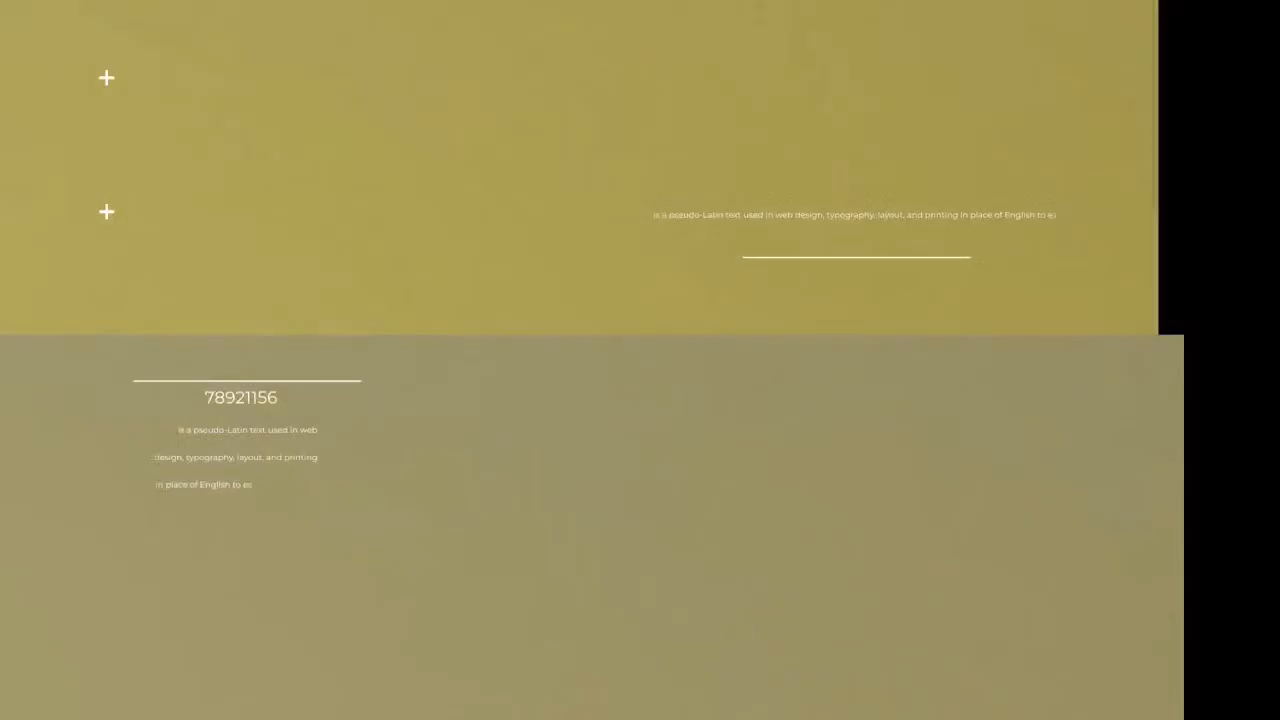 is a pseudo-Latin text used in web design, typography, layout, and printing in place of English to
78921156
is a pseudo-Latin text used in web
design, typography, layout, and printing
in place of English to